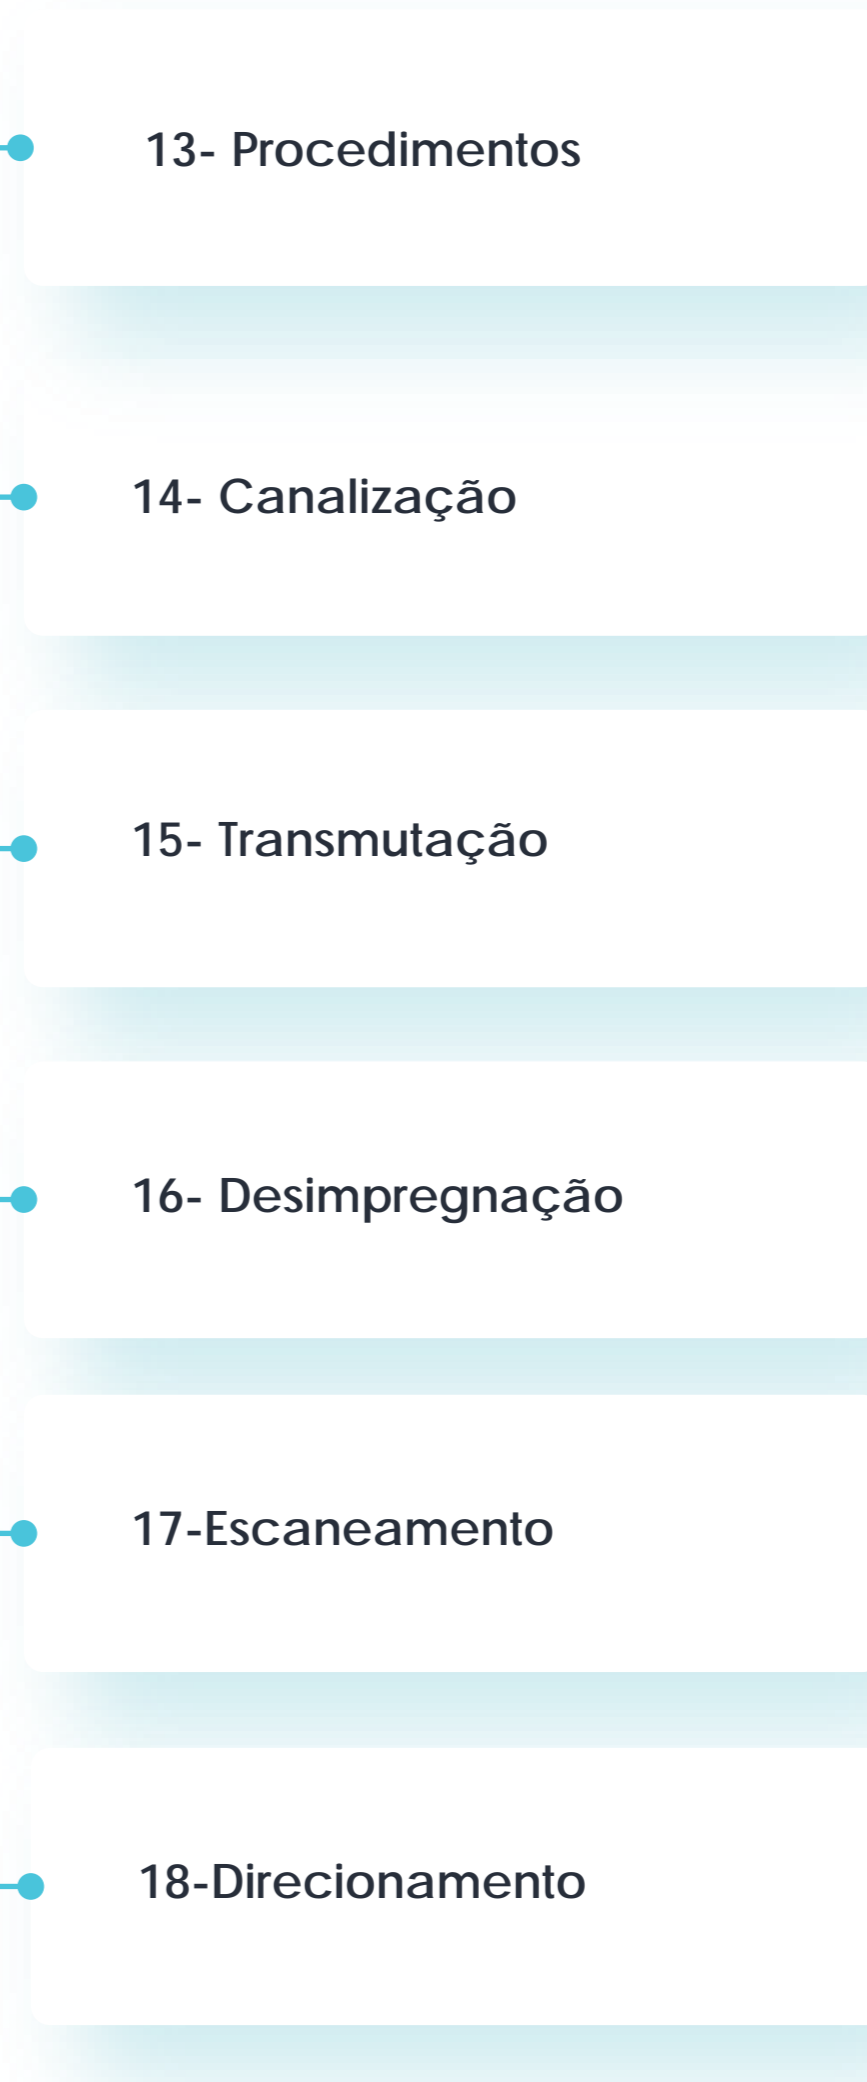 13- Procedimentos
14- Canalização
15- Transmutação
16- Desimpregnação
17-Escaneamento
18-Direcionamento